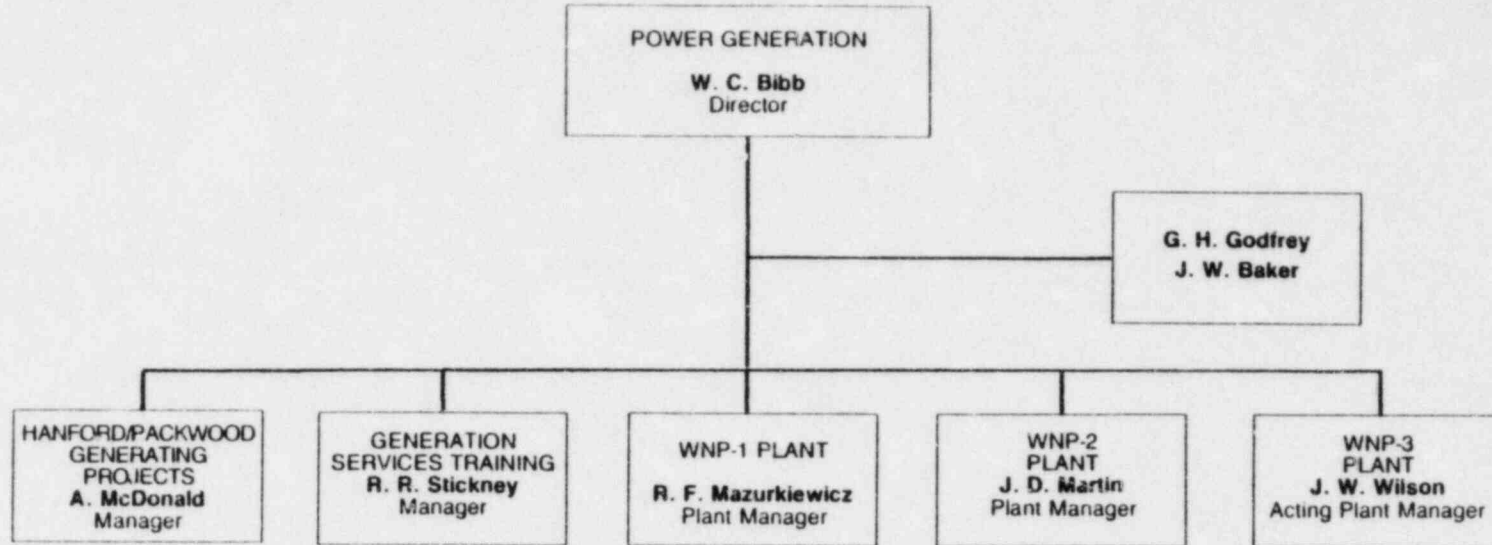 POWER GENERATION
W. C. Bibb
Director
G. H. Godfrey
J. W. Baker
HANFORD/PACKWOOD
GENERATING
PROJECTS
A. McDonald
Manager
GENERATION
SERVICES TRAINING
R. R. Stickney
Manager
WNP-1 PLANT
R. F. Mazurkiewicz
Plant Manager
WNP-2
PLANT
J. D. Martin
Plant Manager
WNP-3
PLANT
J. W. Wilson
Acting Plant Manager